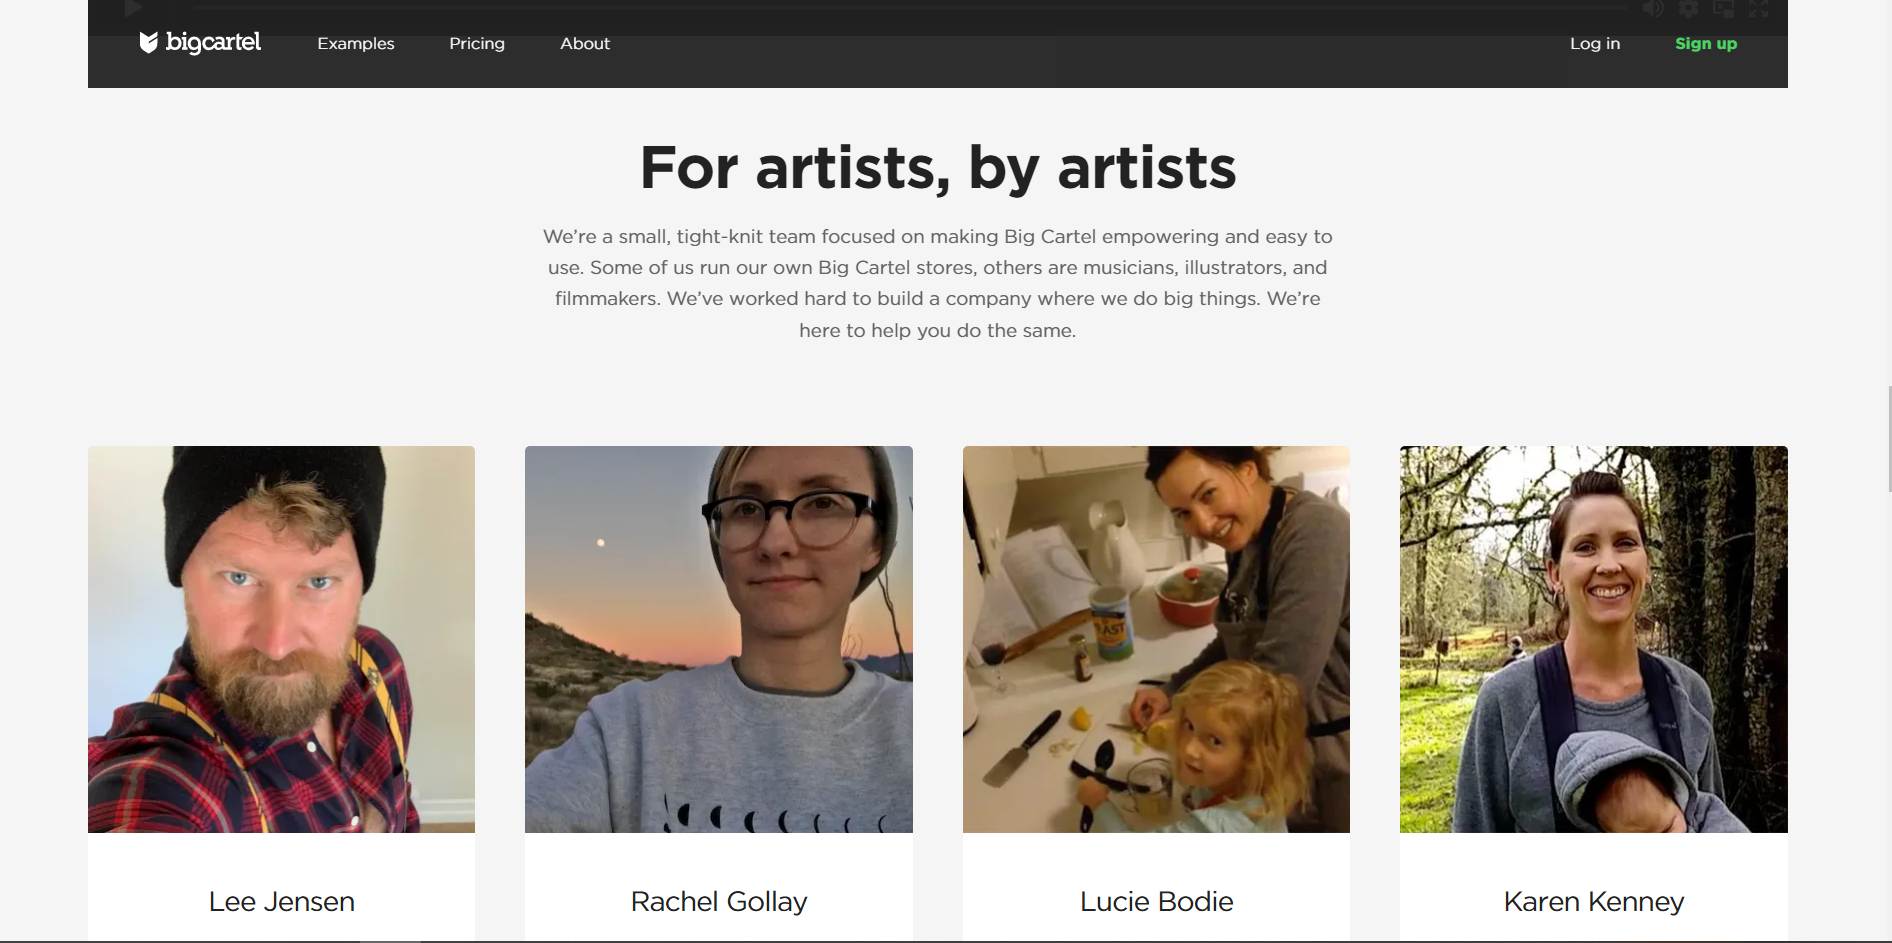 bigcartel Examples Pricing About Log in Sign up
For artists, by artists
We’re a small, tight-knit team focused on making Big Cartel empowering and easy to
use. Some of us run our own Big Cartel stores, others are musicians, illustrators, and
filmmakers. We’ve worked hard to build a company where we do big things. We’re
here to help you do the same.
Lee Jensen
Rachel Gollay
Lucie Bodie
Karen Kenney